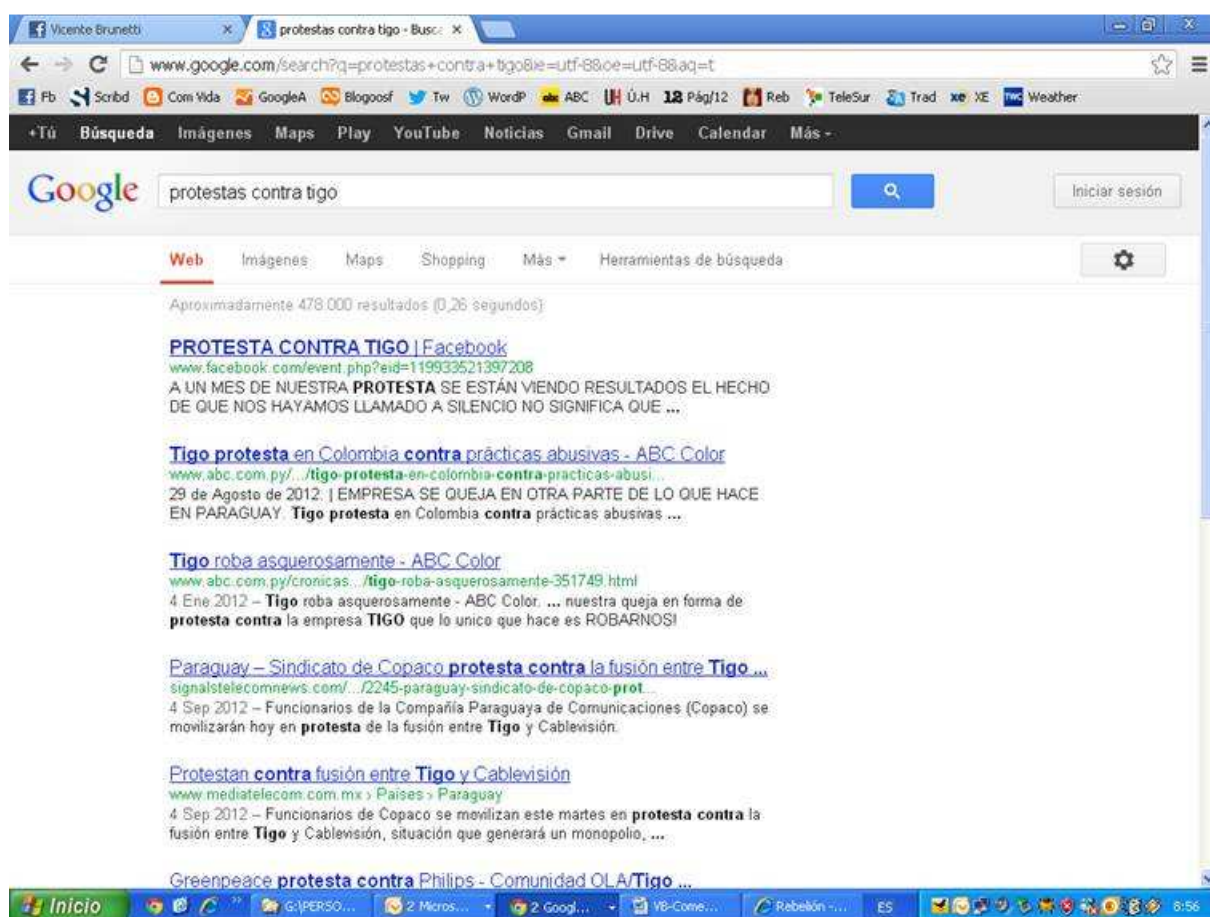 Vicente Brunetti
protestas contra tigo - Busc
www.google.com/search?q=protestas+contra+tigo&ie=utf-8&oe=utf-8&aq=t
Fb Scribd Com Vida GoogleA Blogoosf Tw WordP ABC Ú.H Pág/12 Reb TeleSur Trad XE Weather
+Tú Búsqueda Imágenes Maps Play YouTube Noticias Gmail Drive Calendar Más
Google protestas contra tigo Iniciar sesión
Web Imágenes Maps Shopping Más Herramientas de búsqueda
Aproximadamente 478.000 resultados (0,26 segundos)
PROTESTA CONTRA TIGO | Facebook
www.facebook.com/event.php?eid=119933521397208
A UN MES DE NUESTRA PROTESTA SE ESTÁN VIENDO RESULTADOS EL HECHO
DE QUE NOS HAYAMOS LLAMADO A SILENCIO NO SIGNIFICA QUE ...
Tigo protesta en Colombia contra prácticas abusivas - ABC Color
www.abc.com.py/.../tigo-protesta-en-colombia-contra-practicas-abusi...
29 de Agosto de 2012. | EMPRESA SE QUEJA EN OTRA PARTE DE LO QUE HACE
EN PARAGUAY. Tigo protesta en Colombia contra prácticas abusivas ...
Tigo roba asquerosamente - ABC Color
www.abc.com.py/cronicas.../tigo-roba-asquerosamente-351749.html
4 Ene 2012 – Tigo roba asquerosamente - ABC Color. ... nuestra queja en forma de
protesta contra la empresa TIGO que lo unico que hace es ROBARNOS!
Paraguay – Sindicato de Copaco protesta contra la fusión entre Tigo ...
signalstelecomnews.com/.../2245-paraguay-sindicato-de-copaco-prot...
4 Sep 2012 – Funcionarios de la Compañía Paraguaya de Comunicaciones (Copaco) se
movilizarán hoy en protesta de la fusión entre Tigo y Cablevisión.
Protestan contra fusión entre Tigo y Cablevisión
www.mediatelecom.com.mx › Países › Paraguay
4 Sep 2012 – Funcionarios de Copaco se movilizan este martes en protesta contra la
fusión entre Tigo y Cablevisión, situación que generará un monopolio, ...
Greenpeace protesta contra Philips - Comunidad OLA/Tigo ...
Inicio G:\PERSO... 2 Micros... 2 Googl... VB-Come... Rebelión -... ES 6:56